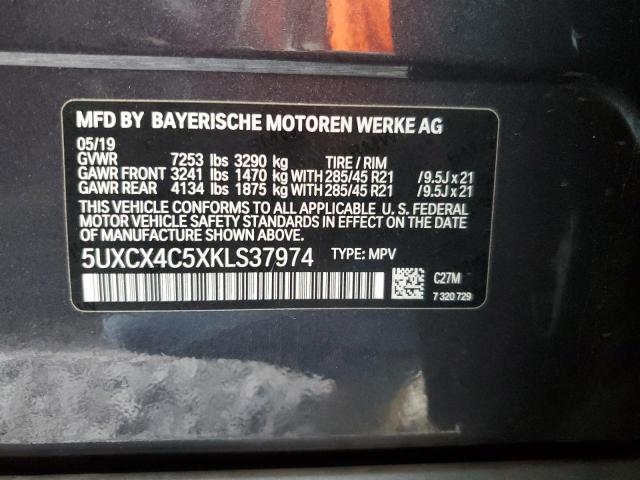 MFD BY BAYERISCHE MOTOREN WERKE AG
05/19
GVWR 7253 lbs 3290 kg TIRE / RIM
GAWR FRONT 3241 lbs 1470 kg WITH 285/45 R21 /9.5J x 21
GAWR REAR 4134 lbs 1875 kg WITH 285/45 R21 /9.5J x 21
THIS VEHICLE CONFORMS TO ALL APPLICABLE U. S. FEDERAL
MOTOR VEHICLE SAFETY STANDARDS IN EFFECT ON THE
DATE OF MANUFACTURE SHOWN ABOVE.
5UXCX4C5XKLS37974 TYPE: MPV
C27M
7 320 729